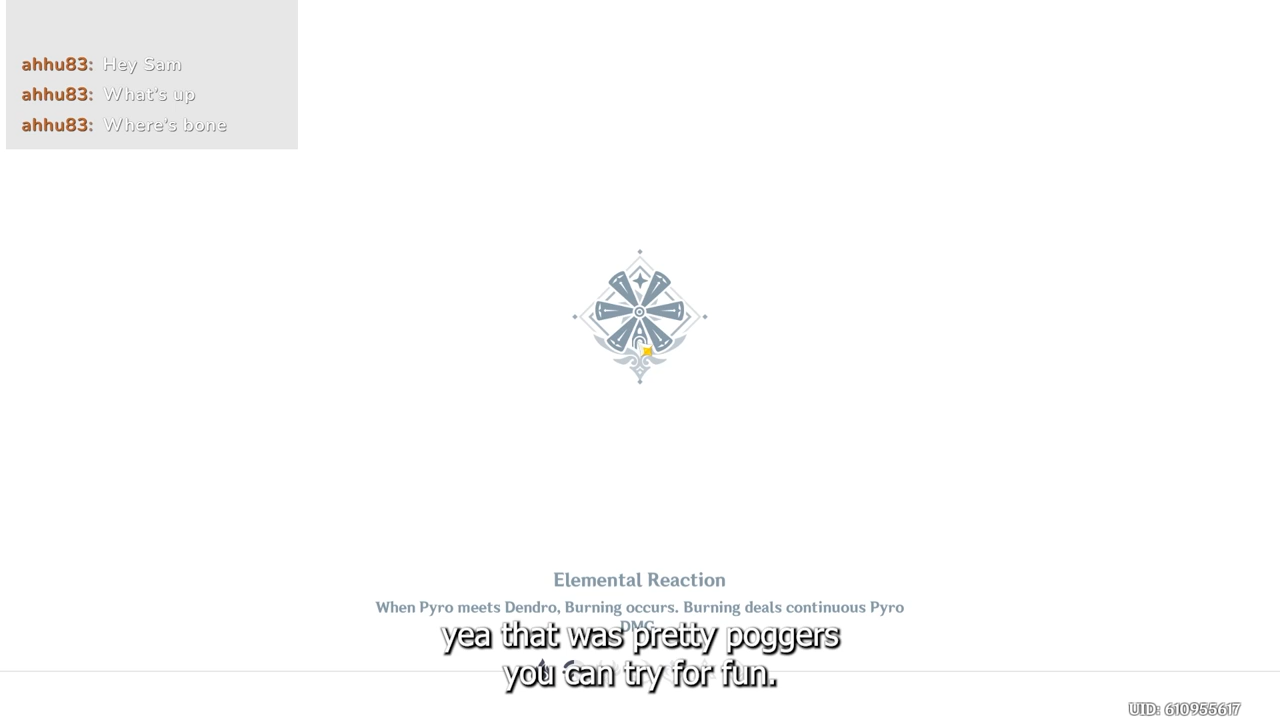 ahhu83: Hey Sam
ahhu83: What's up
ahhu83: Where's bone
Elemental Reaction
When Pyro meets Dendro, Burning occurs. Burning deals continuous Pyro
DMG.
yea that was pretty poggers
you can try for fun.
UID: 610955617